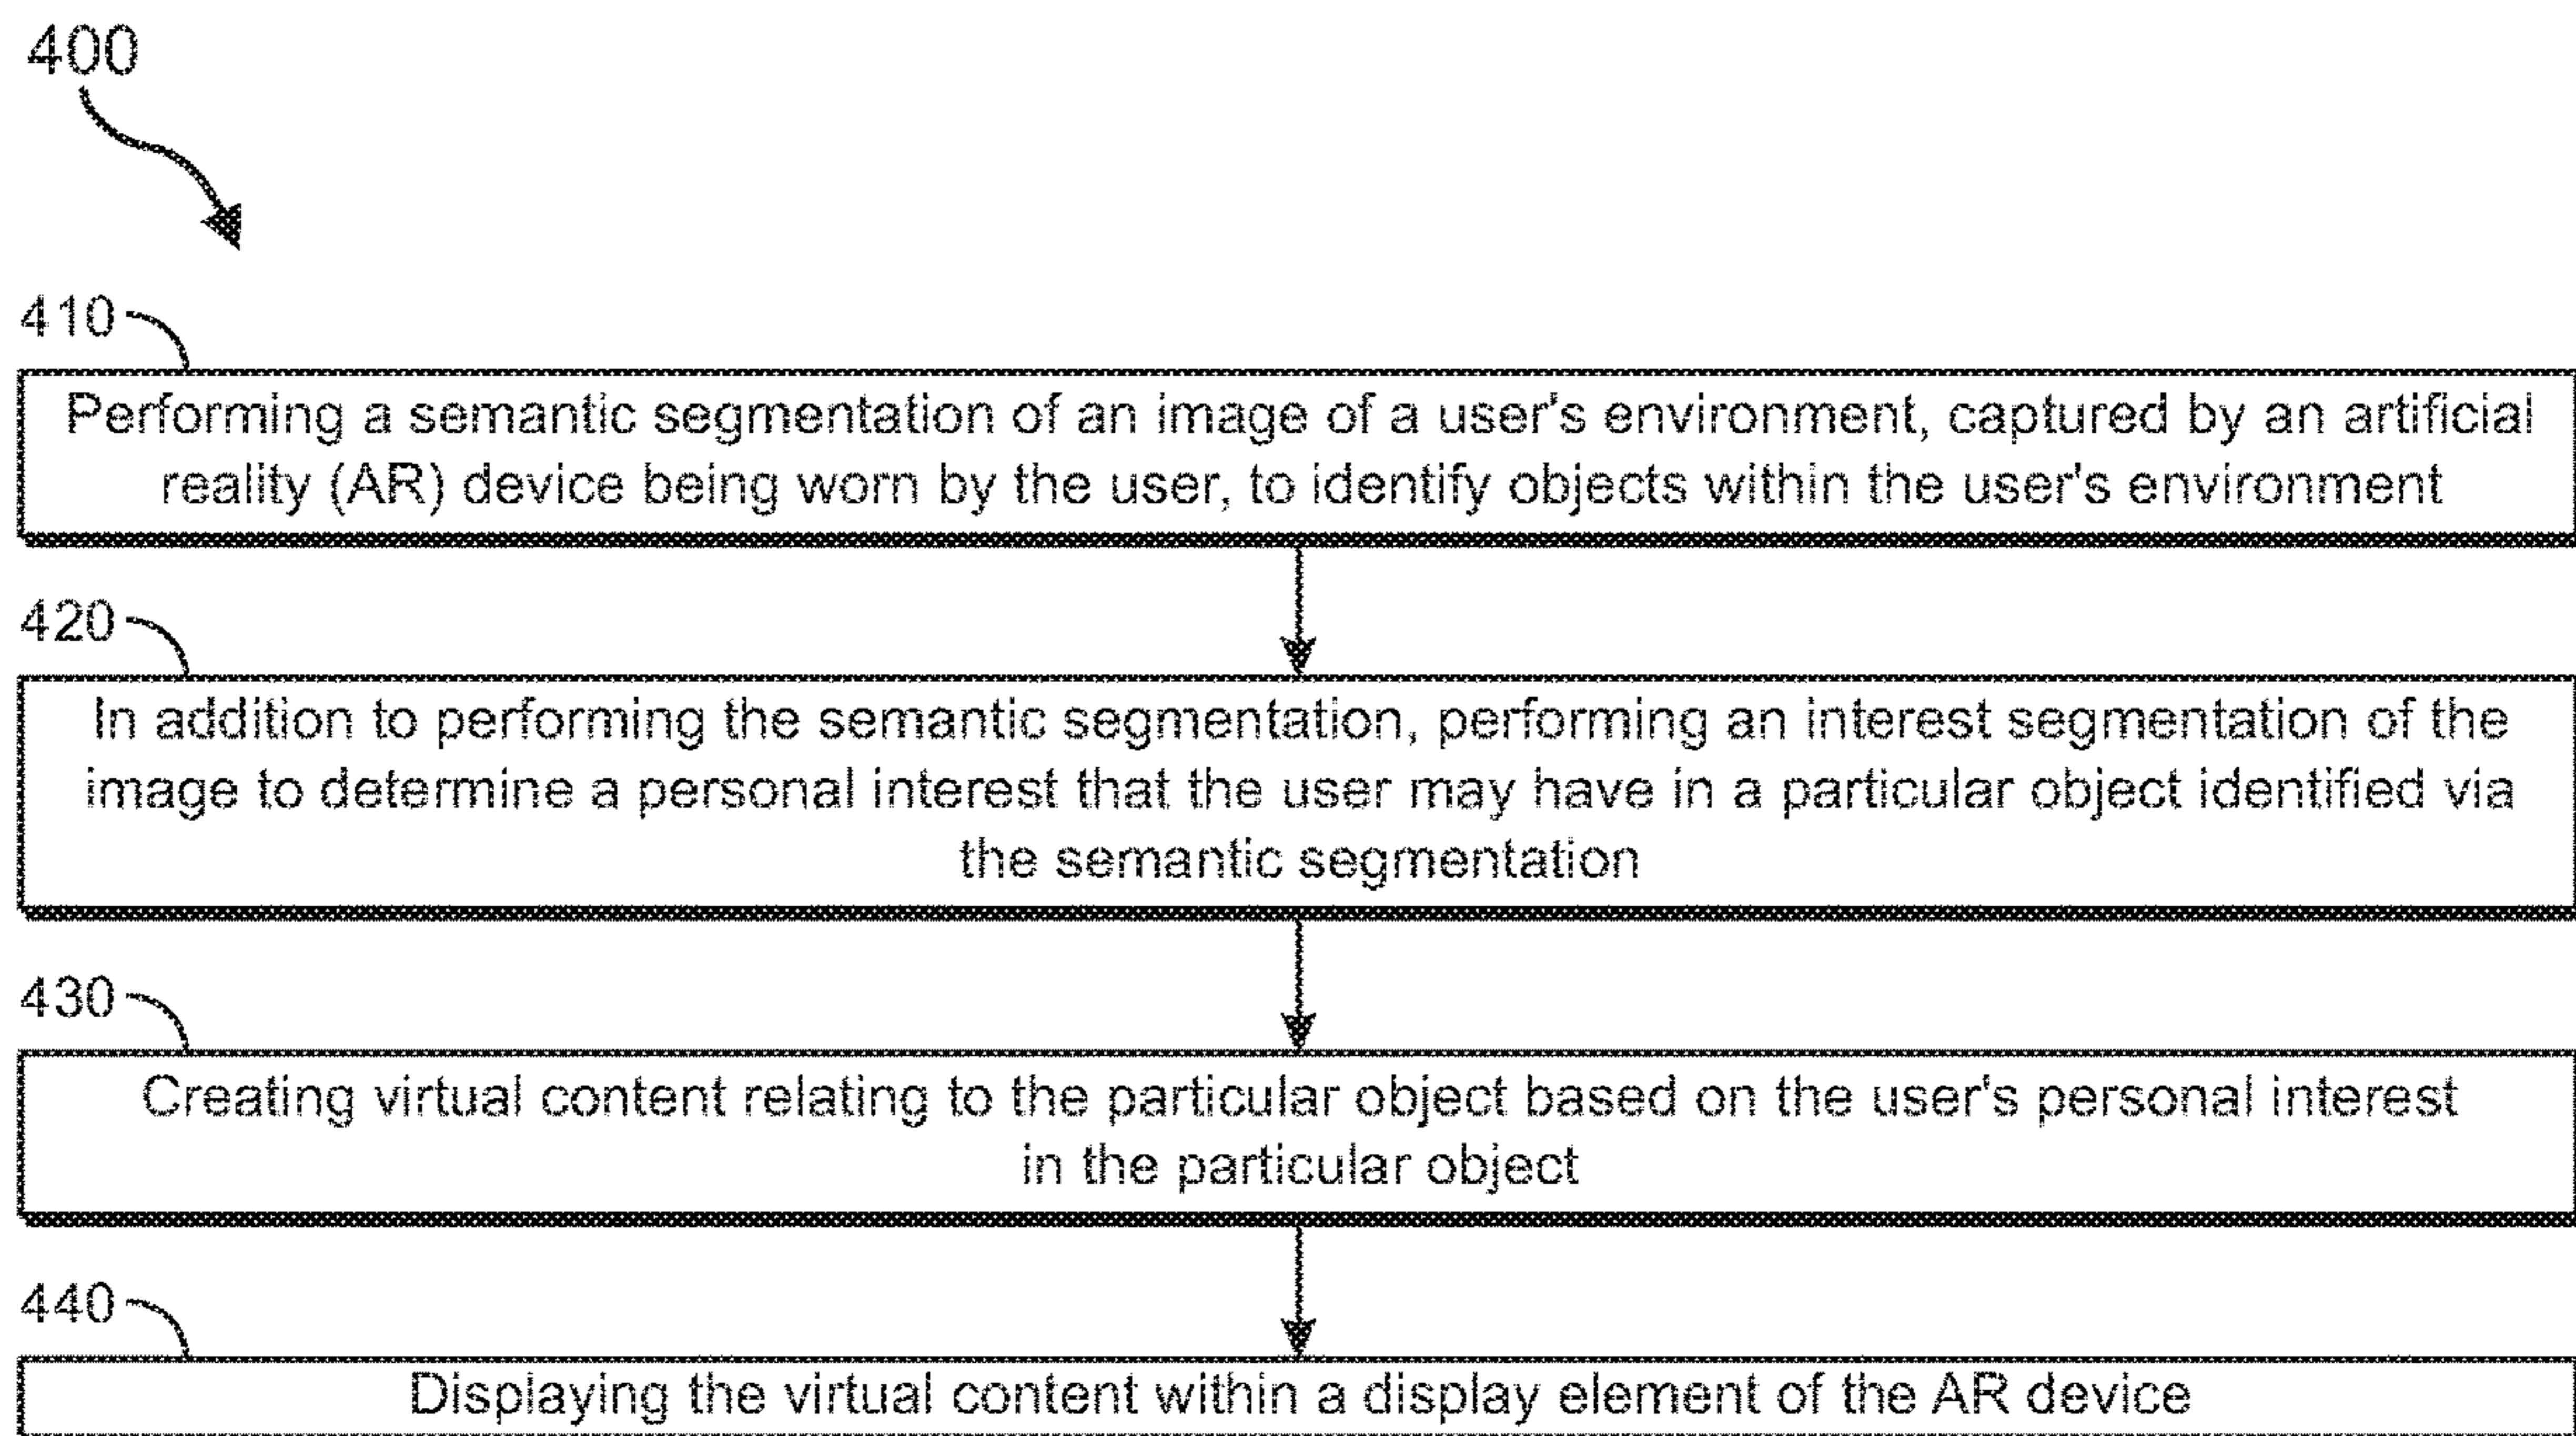 400
410
Performing a semantic segmentation of an image of a user's environment, captured by an artificial
reality (AR) device being worn by the user, to identify objects within the user's environment
420
In addition to performing the semantic segmentation, performing an interest segmentation of the
image to determine a personal interest that the user may have in a particular object identified via
the semantic segmentation
430
Creating virtual content relating to the particular object based on the user's personal interest
in the particular object
440
Displaying the virtual content within a display element of the AR device